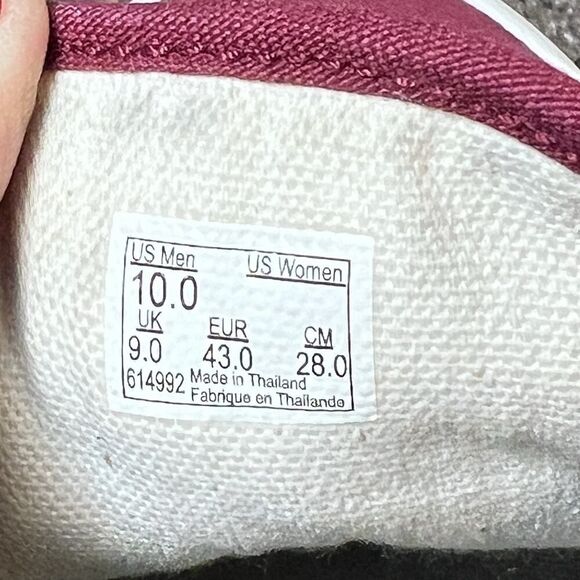 US Men US Women
10.0
UK EUR CM
9.0 43.0 28.0
614992 Made in Thailand
Fabrique en Thailande